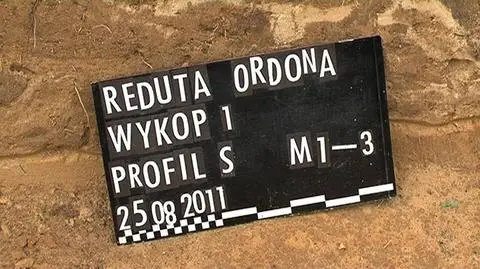 REDUTA ORDONA
WYKOP 1
PROFIL S M1-3
25 08 2011